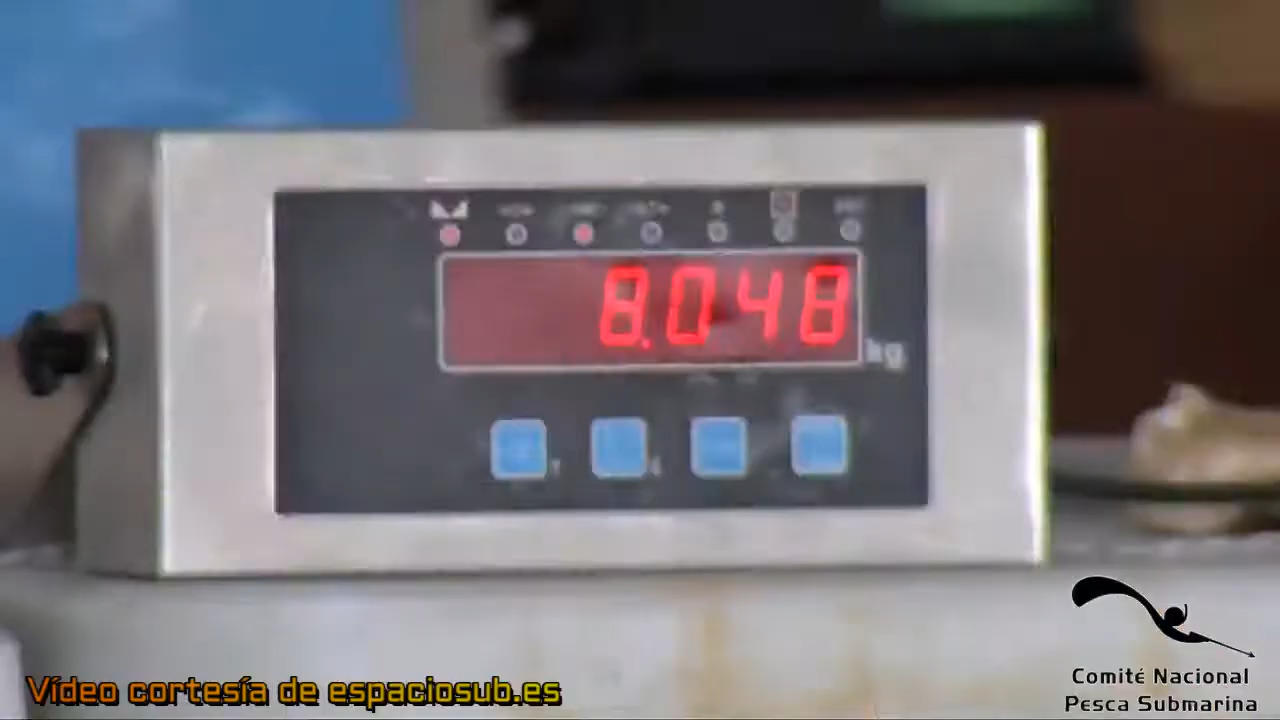 8.048
kg
Vídeo cortesía de espaciosub.es
Comité Nacional
Pesca Submarina